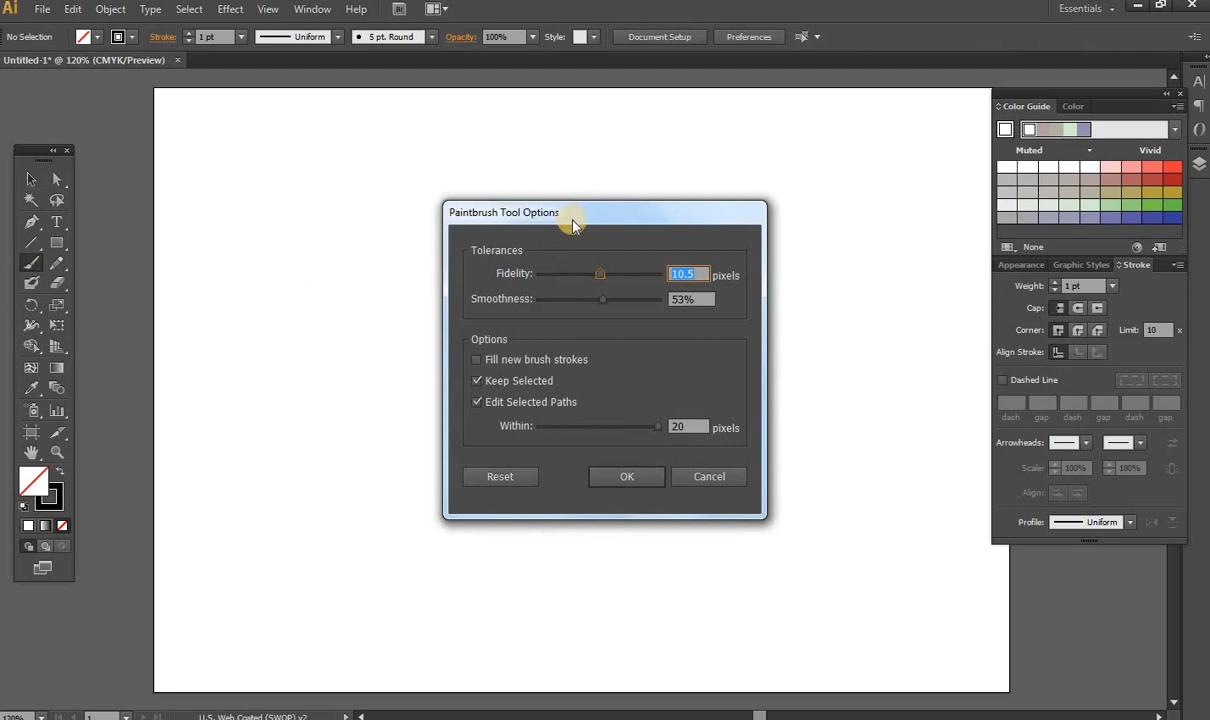 Ai File Edit Object Type Select Effect View Window Help Br Essentials
No Selection Stroke: 1 pt Uniform 5 pt. Round Opacity: 100% Style: Document Setup Preferences
Untitled-1* @ 120% (CMYK/Preview)
Color Guide Color
Muted Vivid
None
Appearance Graphic Styles Stroke
Weight: 1 pt
Cap:
Corner: Limit: 10 x
Align Stroke:
Dashed Line
dash gap dash gap dash gap
Arrowheads:
Scale: 100% 100%
Align:
Profile: Uniform
Paintbrush Tool Options
Tolerances
Fidelity: 10.5 pixels
Smoothness: 53%
Options
Fill new brush strokes
Keep Selected
Edit Selected Paths
Within: 20 pixels
Reset OK Cancel
120% 1 U.S. Web Coated (SWOP) v2